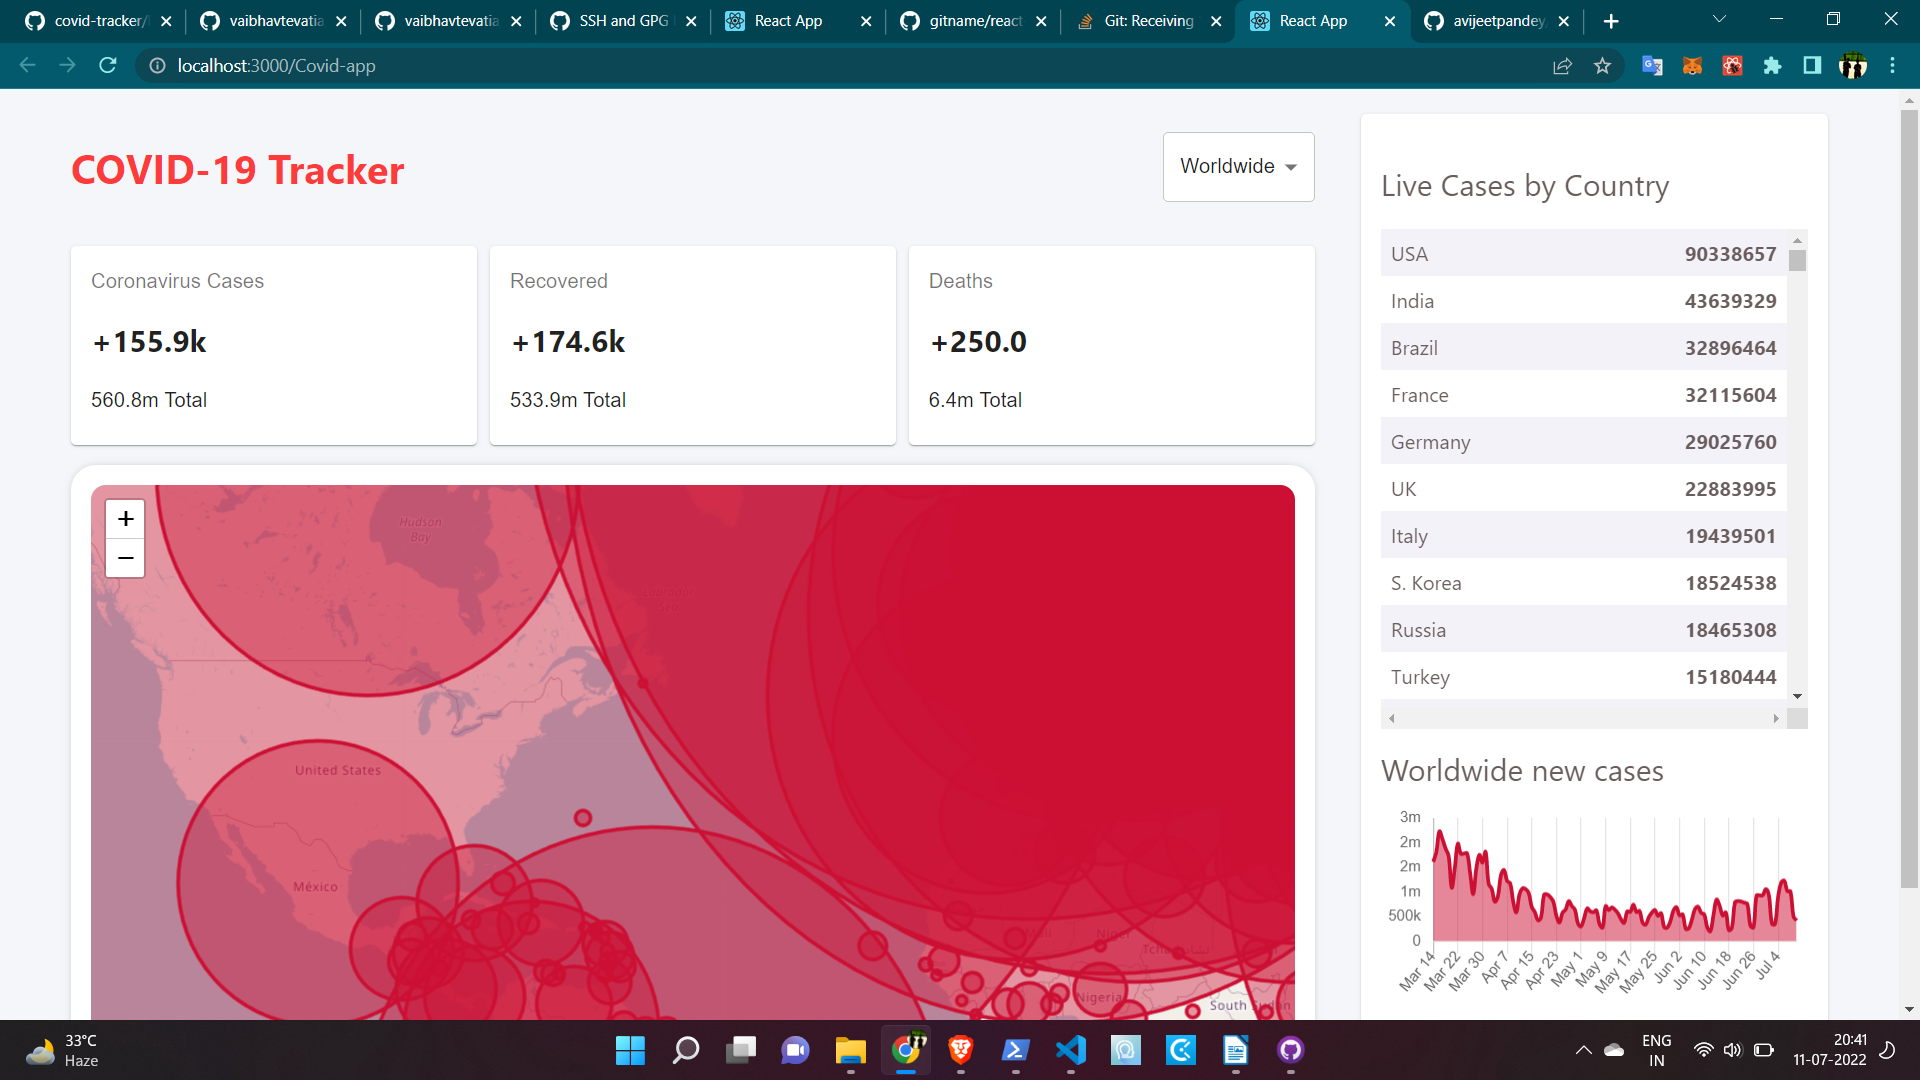 covid-tracker/
vaibhavtevatia
vaibhavtevatia
SSH and GPG
React App
gitname/react
Git: Receiving
React App
avijeetpandey
localhost:3000/Covid-app
COVID-19 Tracker
Worldwide
Coronavirus Cases
+155.9k
560.8m Total
Recovered
+174.6k
533.9m Total
Deaths
+250.0
6.4m Total
+
−
Hudson
Bay
Labrador
Sea
United States
México
Mali
Niger
Nigeria
South Sudan
Live Cases by Country
USA 90338657
India 43639329
Brazil 32896464
France 32115604
Germany 29025760
UK 22883995
Italy 19439501
S. Korea 18524538
Russia 18465308
Turkey 15180444
Worldwide new cases
3m
2m
2m
1m
500k
0
Mar 14
Mar 22
Mar 30
Apr 7
Apr 15
Apr 23
May 1
May 9
May 17
May 25
Jun 2
Jun 10
Jun 18
Jun 26
Jul 4
33°C
Haze
ENG
IN
20:41
11-07-2022